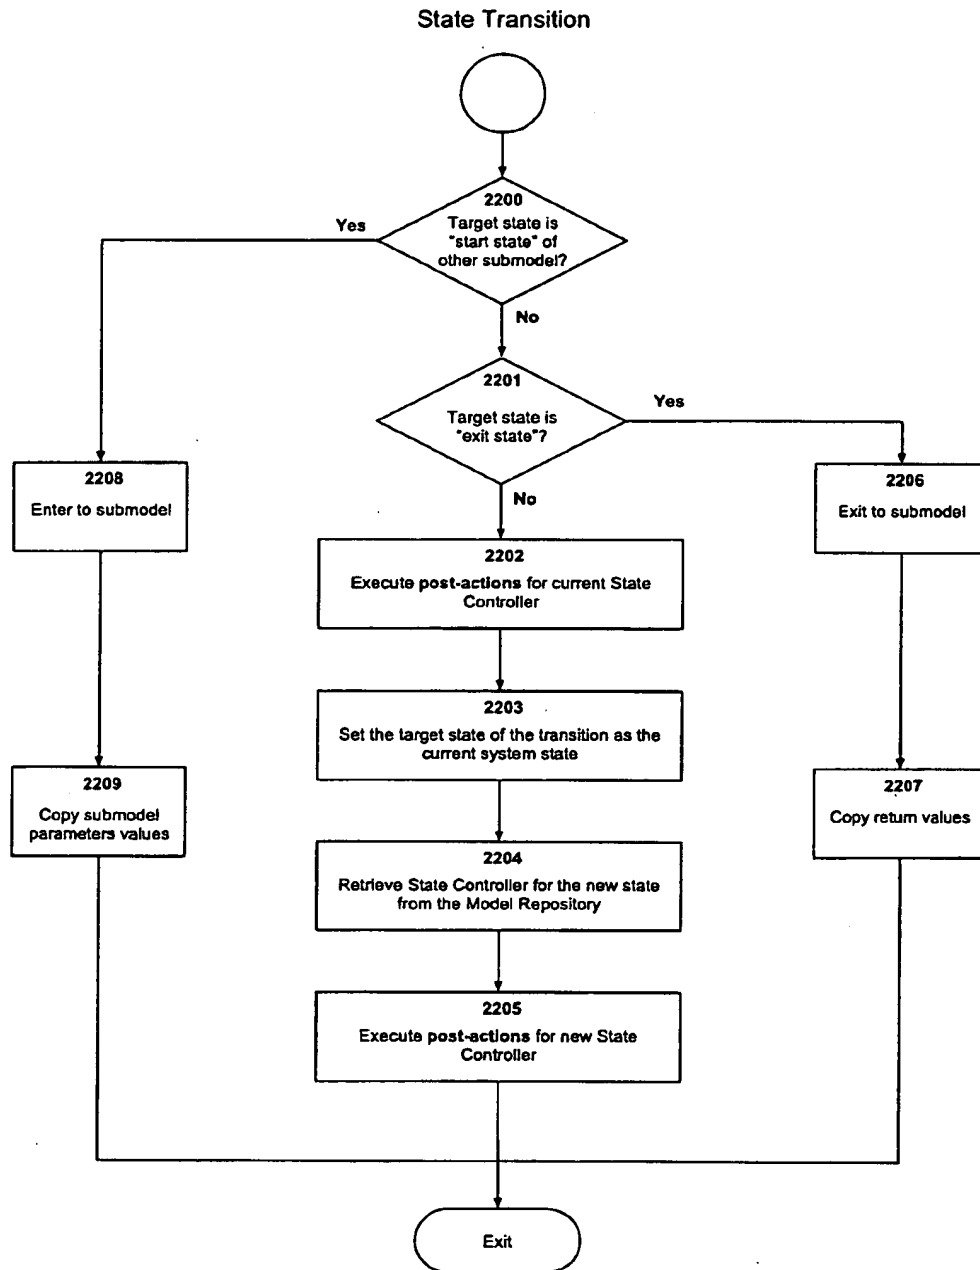 State Transition
2200
Yes
Target state is
"start state" of
other submodel?
No
2201
Yes
Target state is
"exit state"?
No
2208
Enter to submodel
2206
Exit to submodel
2202
Execute post-actions for current State
Controller
2203
Set the target state of the transition as the
current system state
2209
Copy submodel
parameters values
2207
Copy return values
2204
Retrieve State Controller for the new state
from the Model Repository
2205
Execute post-actions for new State
Controller
Exit